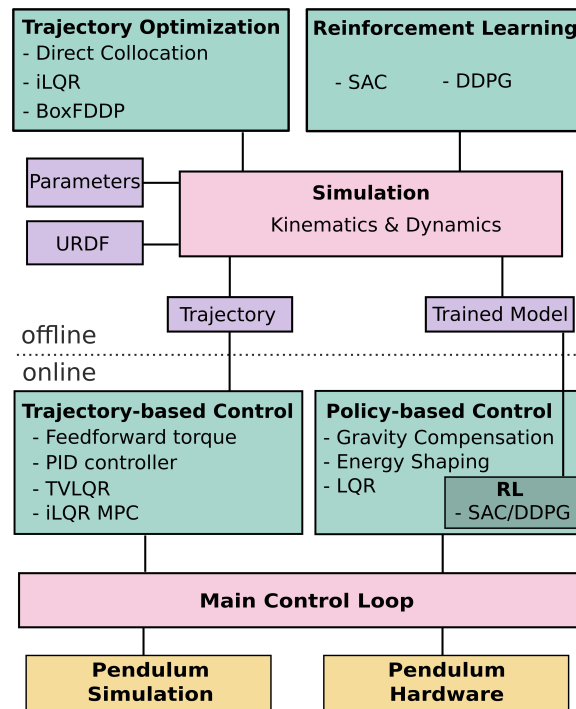 Trajectory Optimization
- Direct Collocation
- iLQR
- BoxFDDP
Reinforcement Learning
- SAC - DDPG
Parameters
URDF
Simulation
Kinematics & Dynamics
Trajectory
Trained Model
offline
online
Trajectory-based Control
- Feedforward torque
- PID controller
- TVLQR
- iLQR MPC
Policy-based Control
- Gravity Compensation
- Energy Shaping
- LQR
RL
- SAC/DDPG
Main Control Loop
Pendulum
Simulation
Pendulum
Hardware